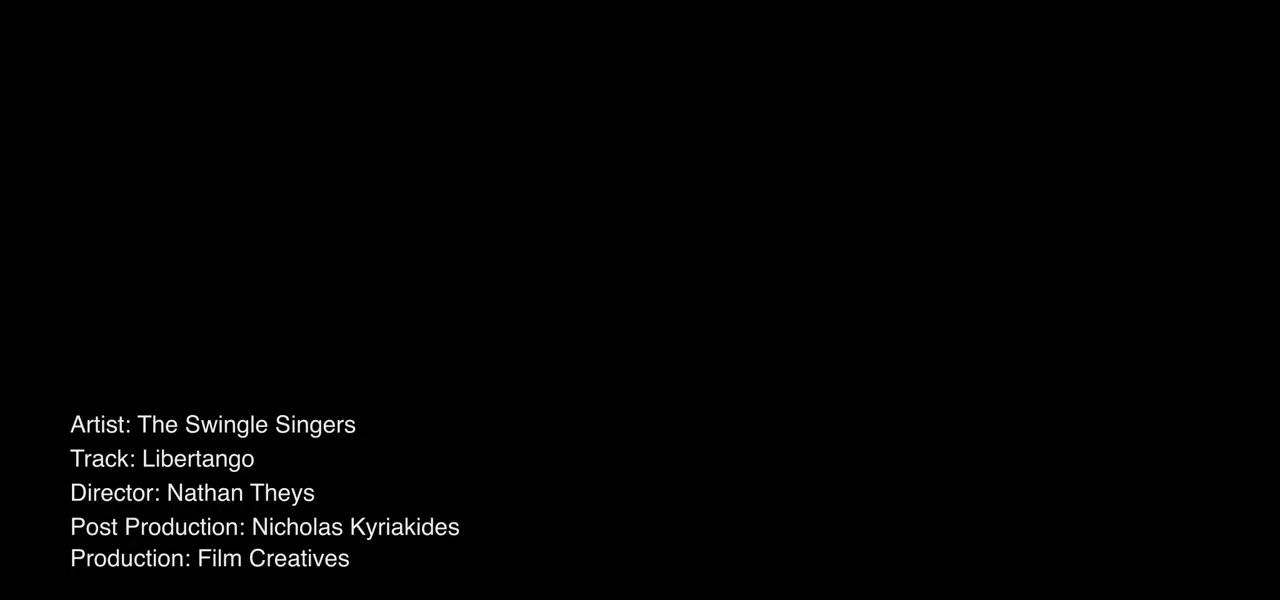 Artist: The Swingle Singers
Track: Libertango
Director: Nathan Theys
Post Production: Nicholas Kyriakides
Production: Film Creatives